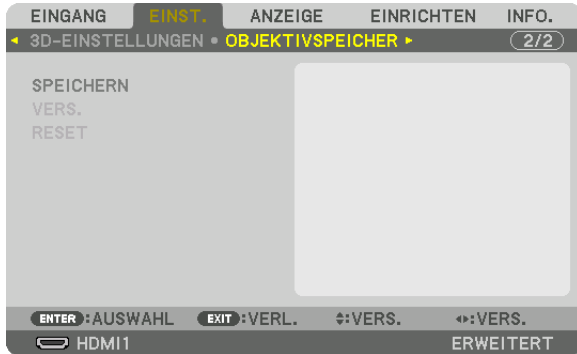 EINGANG EINST. ANZEIGE EINRICHTEN INFO.
3D-EINSTELLUNGEN • OBJEKTIVSPEICHER 2/2
SPEICHERN
VERS.
RESET
ENTER:AUSWAHL EXIT:VERL. :VERS. :VERS.
HDMI1 ERWEITERT